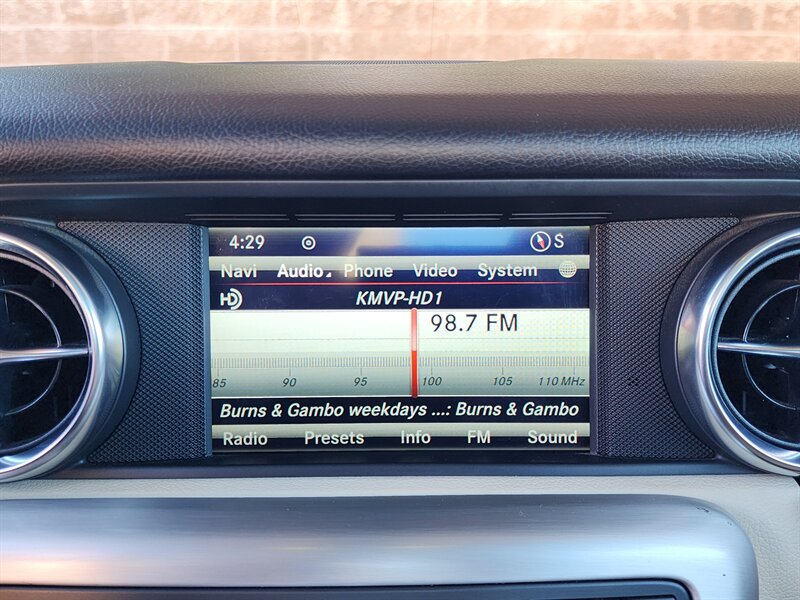 4:29 S
Navi Audio Phone Video System
HD KMVP-HD1
98.7 FM
85 90 95 100 105 110 MHz
Burns & Gambo weekdays ...: Burns & Gambo
Radio Presets Info FM Sound